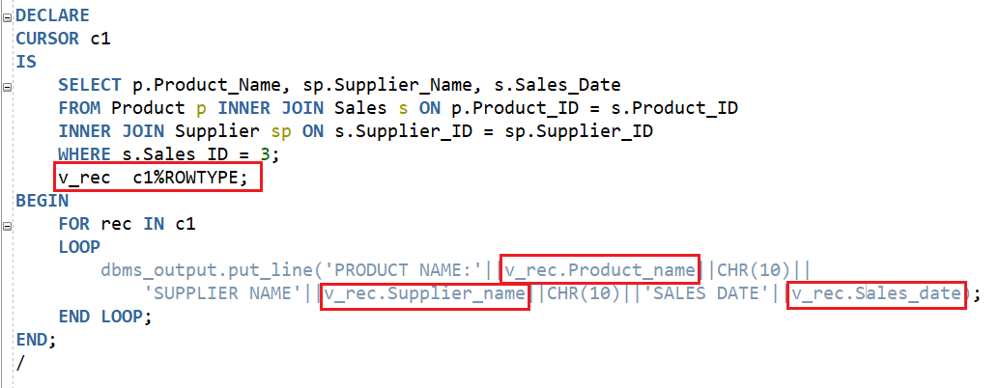 DECLARE
CURSOR c1
IS
SELECT p.Product_Name, sp.Supplier_Name, s.Sales_Date
FROM Product p INNER JOIN Sales s ON p.Product_ID = s.Product_ID
INNER JOIN Supplier sp ON s.Supplier_ID = sp.Supplier_ID
WHERE s.Sales_ID = 3;
v_rec  c1%ROWTYPE;
BEGIN
FOR rec IN c1
LOOP
dbms_output.put_line('PRODUCT NAME:'||v_rec.Product_name||CHR(10)||
'SUPPLIER NAME'||v_rec.Supplier_name||CHR(10)||'SALES DATE'||v_rec.Sales_date);
END LOOP;
END;
/